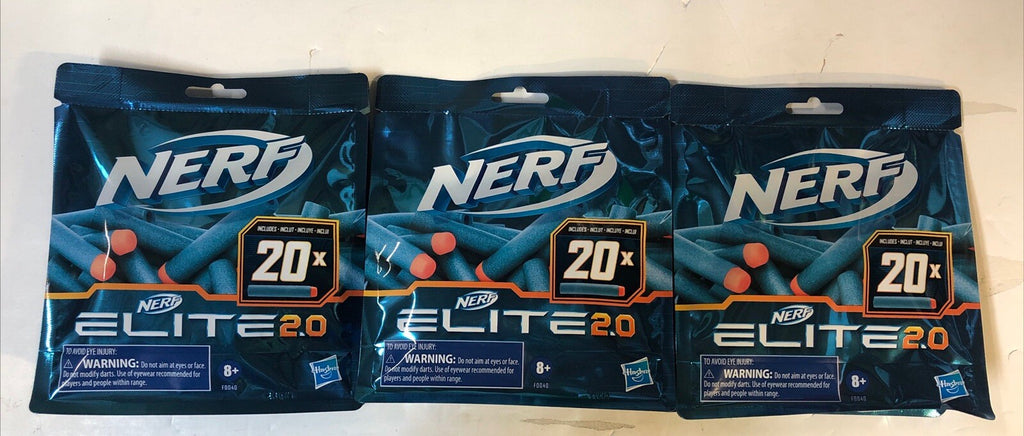 NERF
INCLUDES • INCLUT • INCLUYE • INCLUI
20x
NERF
ELITE 2.0
TO AVOID EYE INJURY:
WARNING: Do not aim at eyes or face.
Do not modify darts. Use of eyewear recommended for
players and people within range.
8+
F0040
Hasbro
NERF
INCLUDES • INCLUT • INCLUYE • INCLUI
20x
NERF
ELITE 2.0
TO AVOID EYE INJURY:
WARNING: Do not aim at eyes or face.
Do not modify darts. Use of eyewear recommended for
players and people within range.
8+
F0040
Hasbro
NERF
INCLUDES • INCLUT • INCLUYE • INCLUI
20x
NERF
ELITE 2.0
TO AVOID EYE INJURY:
WARNING: Do not aim at eyes or face.
Do not modify darts. Use of eyewear recommended for
players and people within range.
8+
F0040
Hasbro